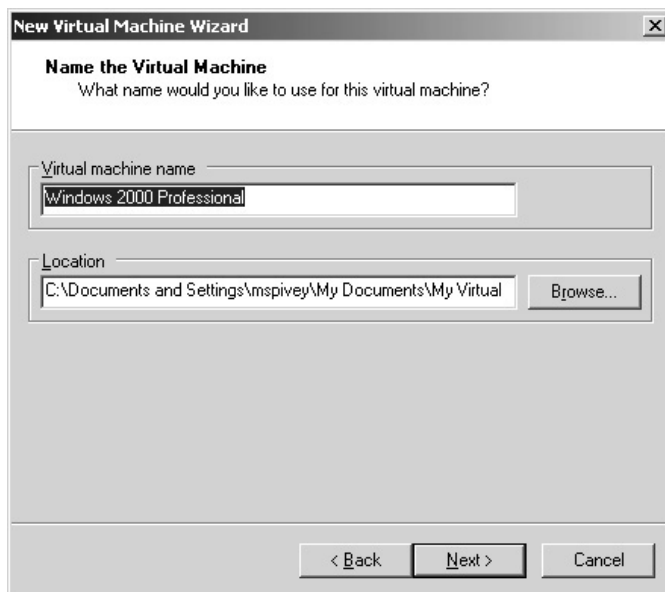 New Virtual Machine Wizard
Name the Virtual Machine
What name would you like to use for this virtual machine?
Virtual machine name
Windows 2000 Professional
Location
C:\Documents and Settings\mspivey\My Documents\My Virtual
Browse...
< Back
Next >
Cancel